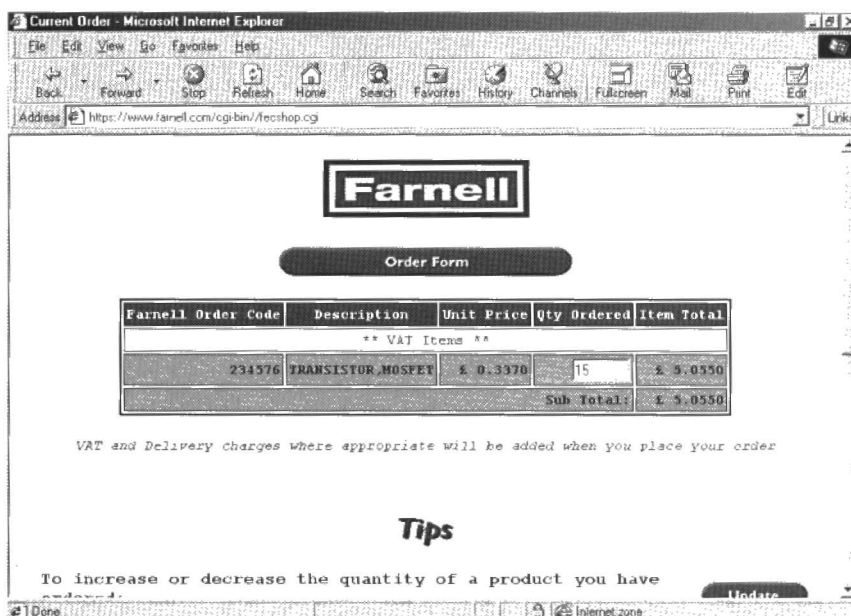 Current Order - Microsoft Internet Explorer
File Edit View Go Favorites Help
Back Forward Stop Refresh Home Search Favorites History Channels Fullscreen Mail Print Edit
Address https://www.farnell.com/cgi-bin//fecshop.cgi Links
Farnell
Order Form
Farnell Order Code Description Unit Price Qty Ordered Item Total
** VAT Items **
234576 TRANSISTOR,MOSFET £ 0.3370 15 £ 5.0550
Sub Total: £ 5.0550
VAT and Delivery charges where appropriate will be added when you place your order
Tips
To increase or decrease the quantity of a product you have
ordered: Update
Done Internet zone